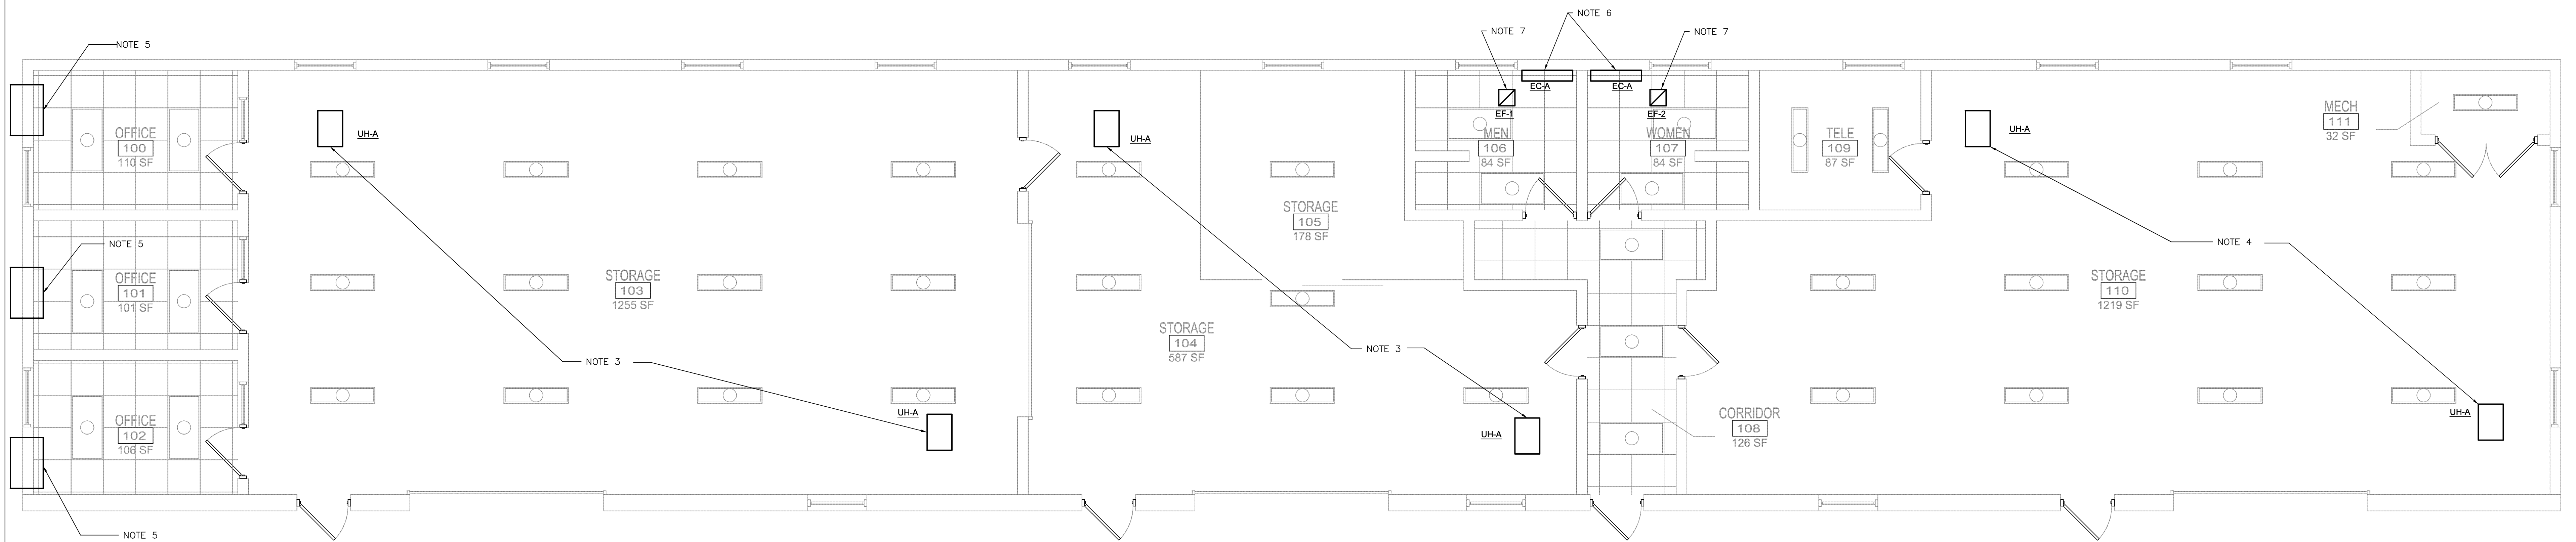 NOTE 6
NOTE 7
NOTE 7
NOTE 5
EC-A
EC-A
EF-1
EF-2
OFFICE
100
110 SF
UH-A
UH-A
MEN
106
84 SF
WOMEN
107
84 SF
TELE
109
87 SF
UH-A
MECH
111
32 SF
STORAGE
105
178 SF
NOTE 5
NOTE 4
OFFICE
101
101 SF
STORAGE
103
1255 SF
STORAGE
110
1219 SF
STORAGE
104
587 SF
NOTE 3
NOTE 3
OFFICE
102
106 SF
UH-A
UH-A
CORRIDOR
108
126 SF
UH-A
NOTE 5